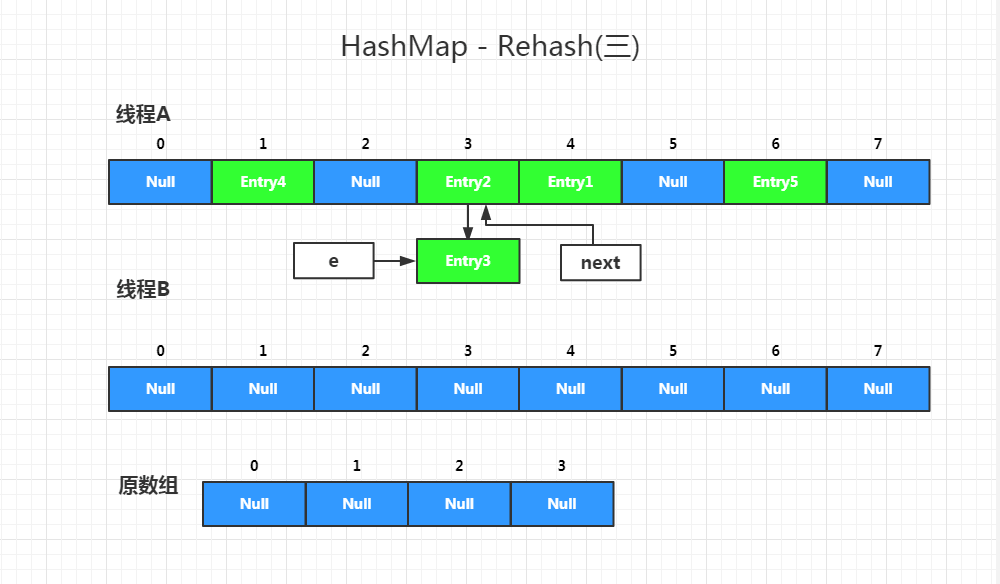 HashMap - Rehash(三)
线程A
0 1 2 3 4 5 6 7
Null Entry4 Null Entry2 Entry1 Null Entry5 Null
e Entry3 next
线程B
0 1 2 3 4 5 6 7
Null Null Null Null Null Null Null Null
0 1 2 3
原数组
Null Null Null Null